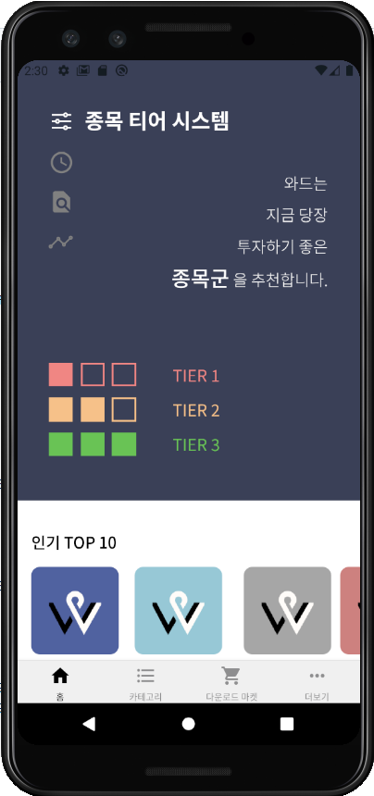 2:30
종목 티어 시스템
와드는
지금 당장
투자하기 좋은
종목군 을 추천합니다.
TIER 1
TIER 2
TIER 3
인기 TOP 10
홈
카테고리
다운로드 마켓
더보기